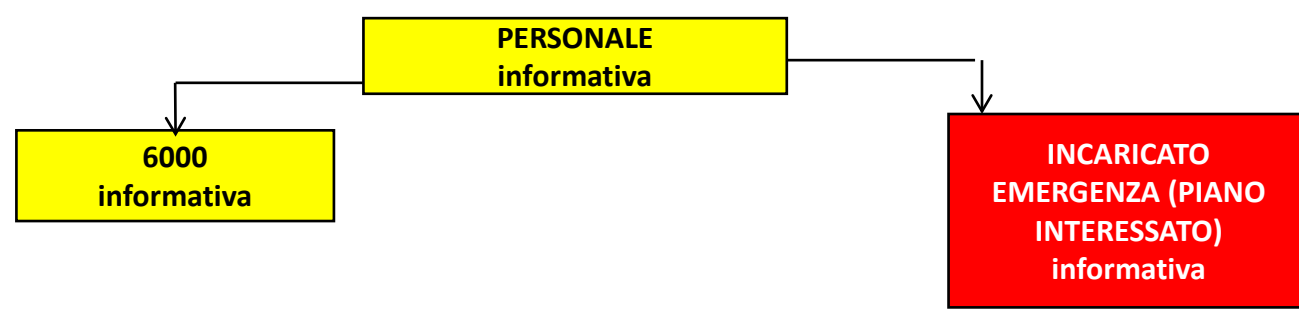 PERSONALE
informativa
6000
informativa
INCARICATO
EMERGENZA (PIANO
INTERESSATO)
informativa